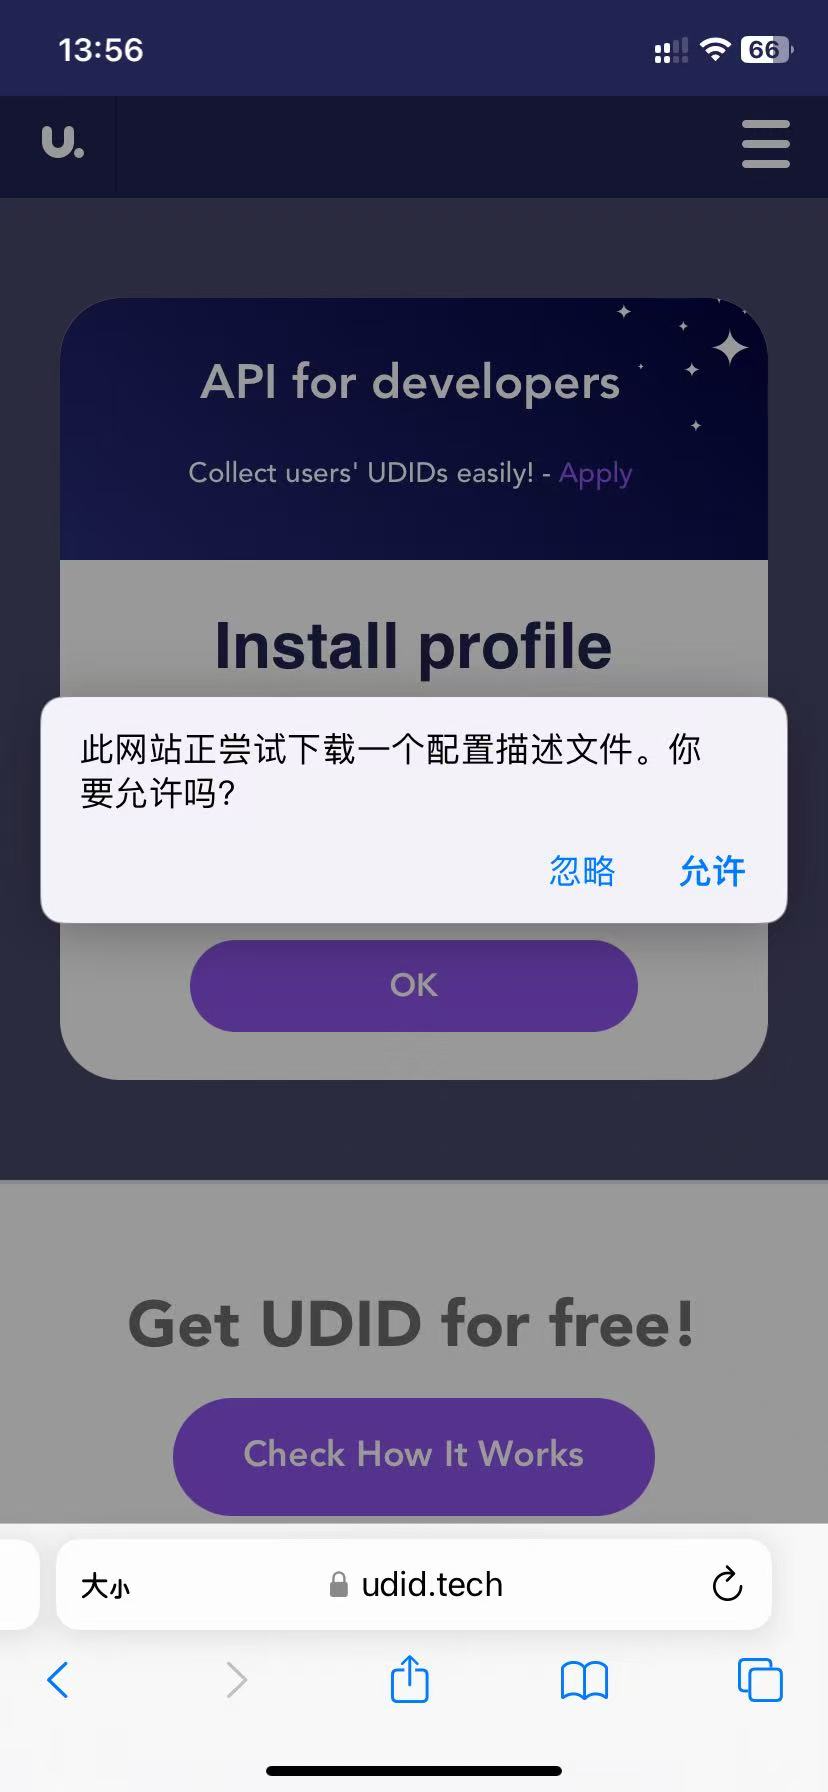 13:56
66
U.
API for developers
Collect users' UDIDs easily! - Apply
Install profile
此网站正尝试下载一个配置描述文件。你
要允许吗?
忽略 允许
OK
Get UDID for free!
Check How It Works
大小 udid.tech